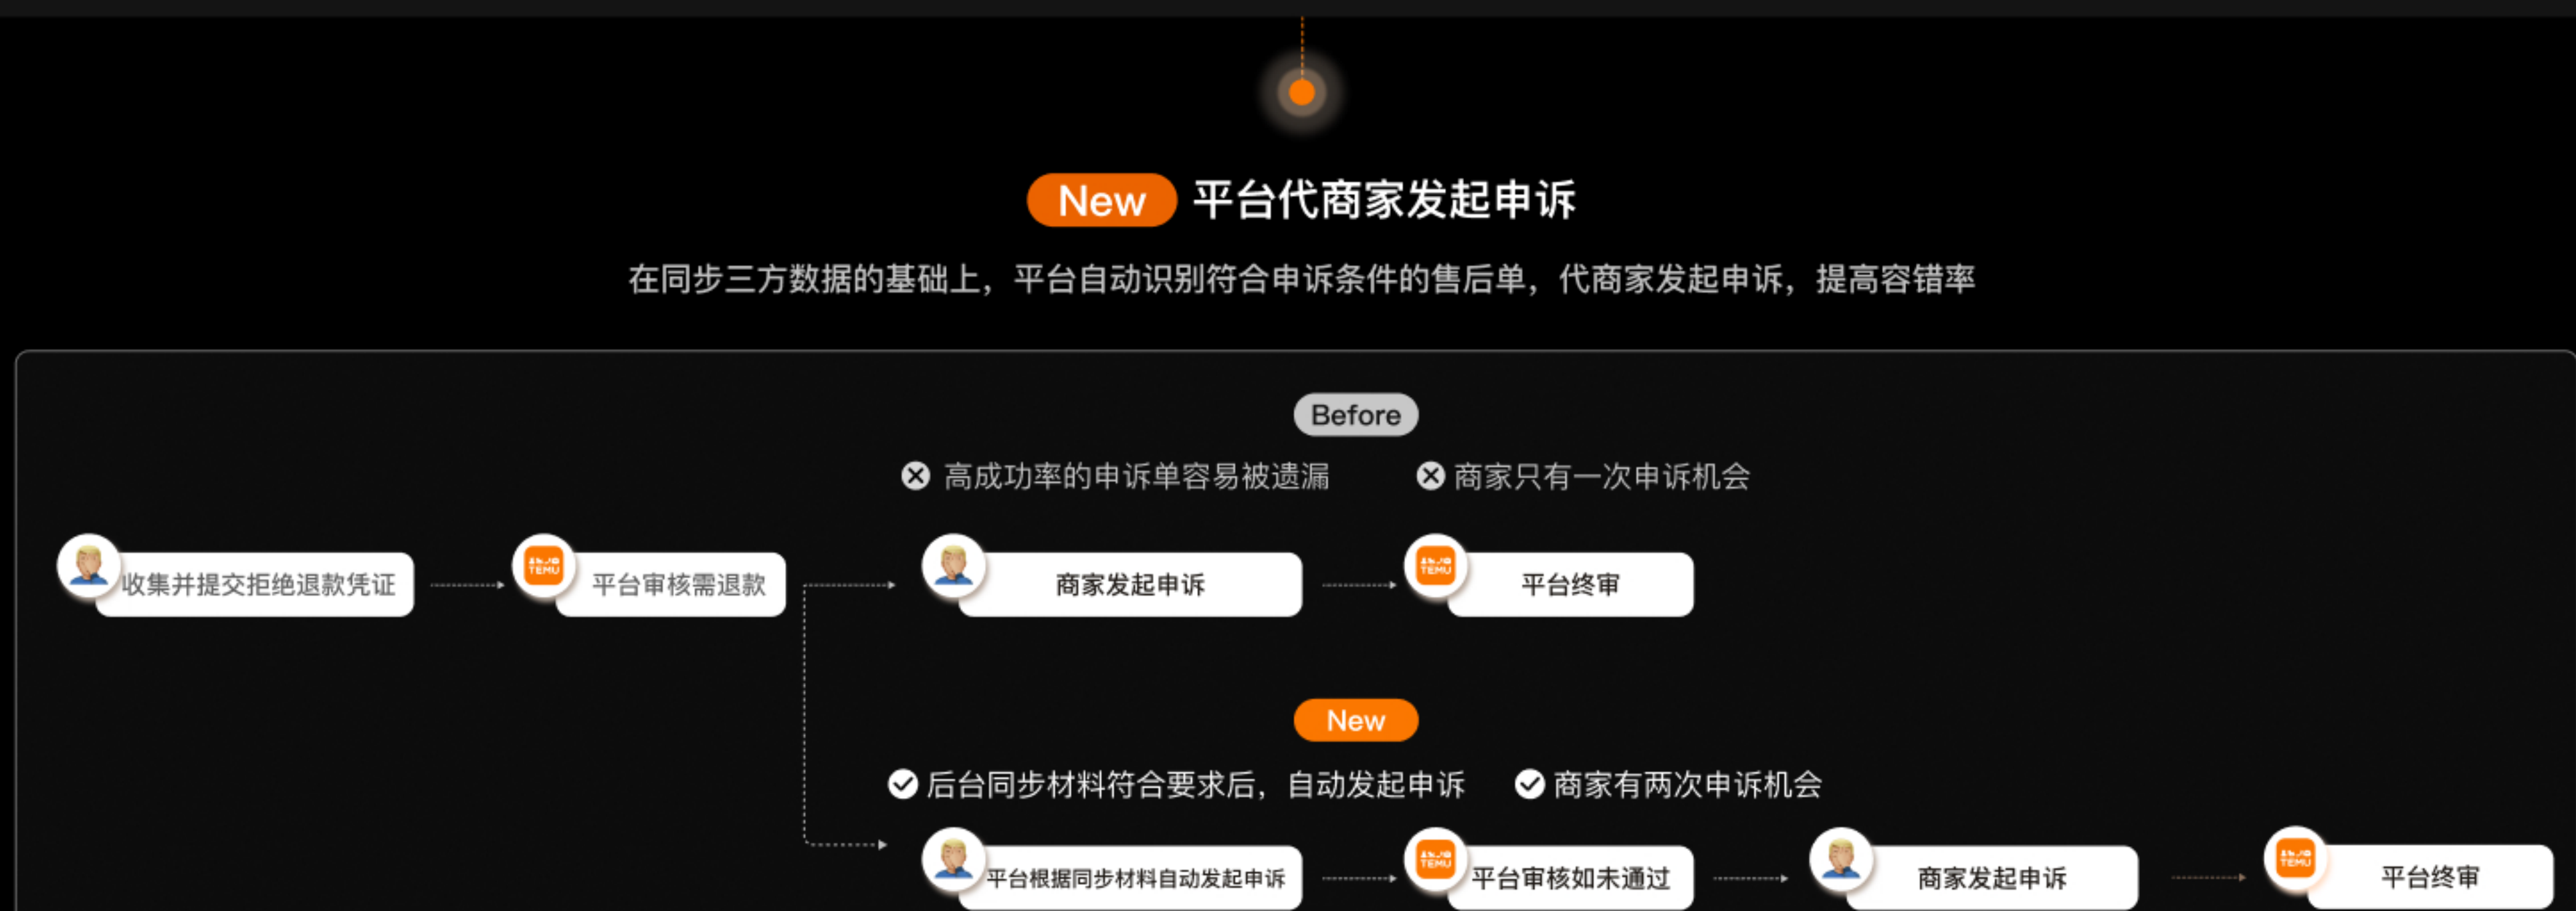 New 平台代商家发起申诉
在同步三方数据的基础上，平台自动识别符合申诉条件的售后单，代商家发起申诉，提高容错率
Before
高成功率的申诉单容易被遗漏 商家只有一次申诉机会
收集并提交拒绝退款凭证 TEMU 平台审核需退款 商家发起申诉 TEMU 平台终审
New
后台同步材料符合要求后，自动发起申诉 商家有两次申诉机会
平台根据同步材料自动发起申诉 TEMU 平台审核如未通过 商家发起申诉 TEMU 平台终审